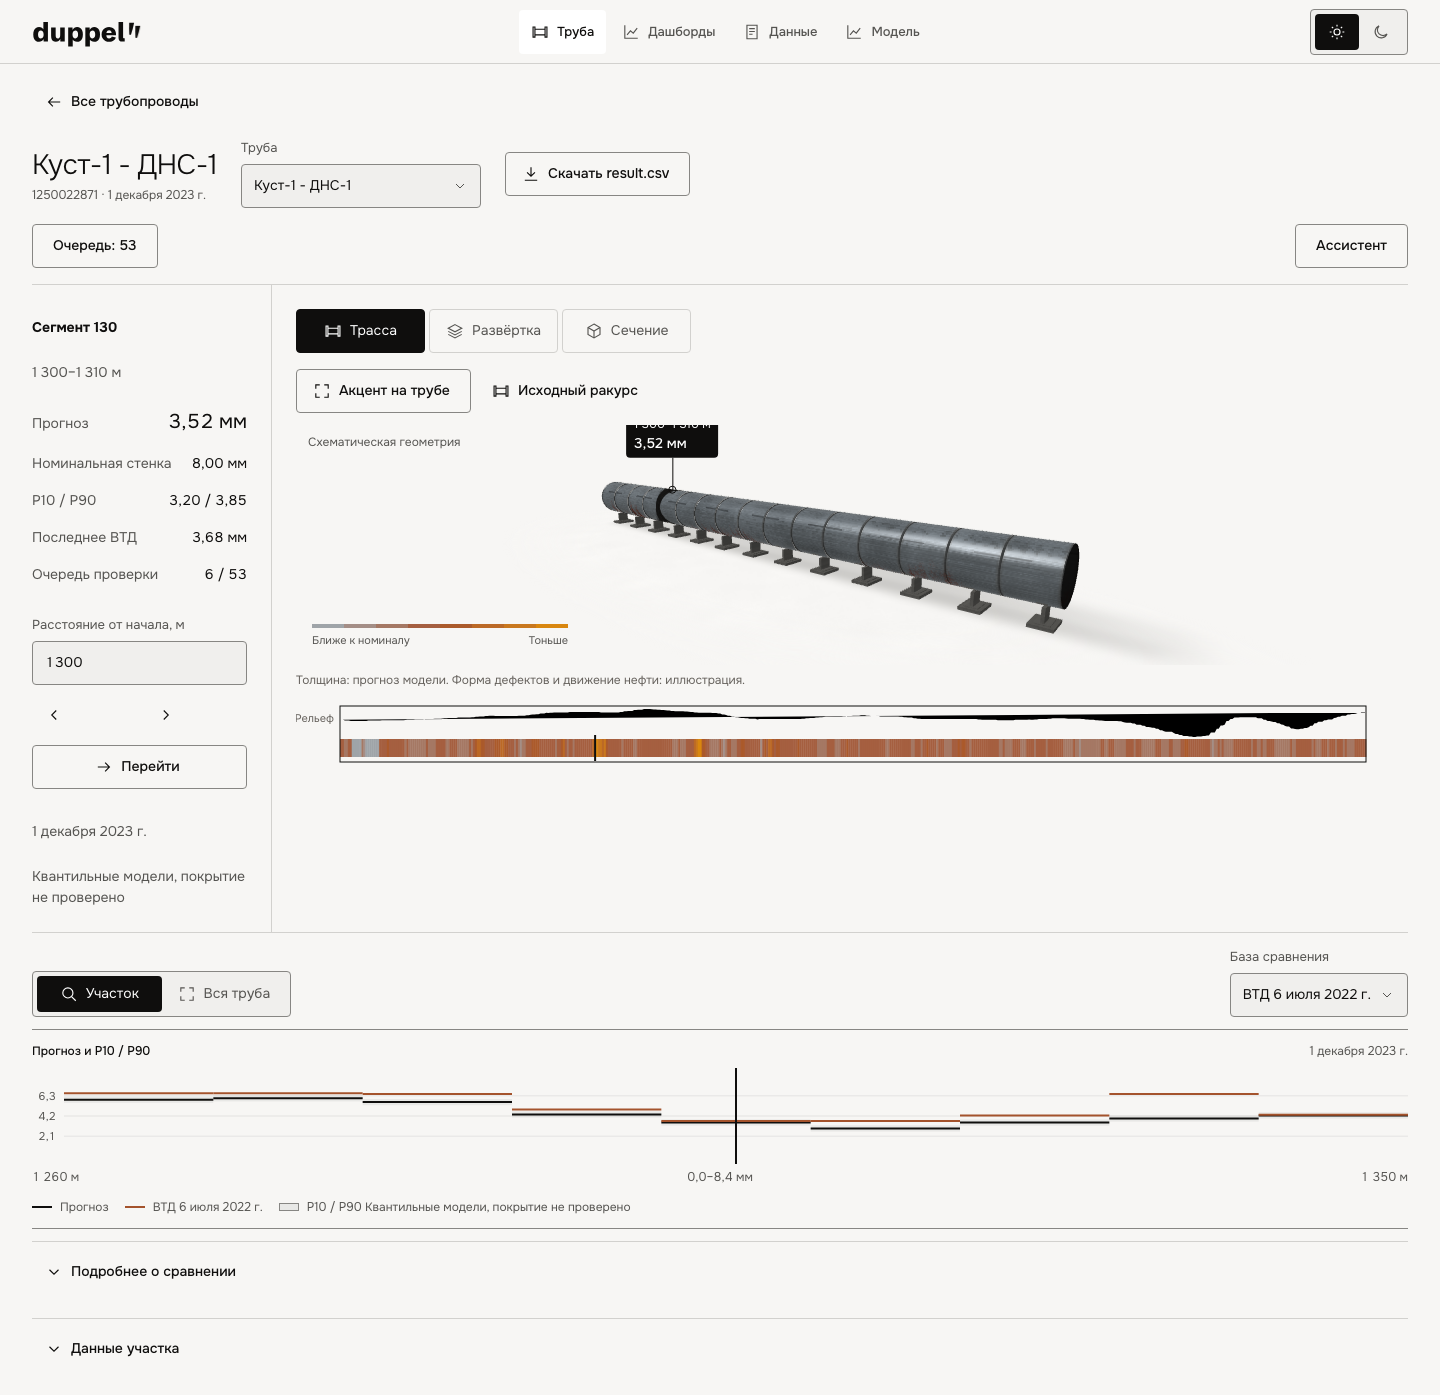 duppel
Труба
Дашборды
Данные
Модель
Все трубопроводы
Куст-1 - ДНС-1
1250022871 · 1 декабря 2023 г.
Труба
Куст-1 - ДНС-1
Скачать result.csv
Очередь: 53
Ассистент
Сегмент 130
1 300–1 310 м
Прогноз 3,52 мм
Номинальная стенка 8,00 мм
P10 / P90 3,20 / 3,85
Последнее ВТД 3,68 мм
Очередь проверки 6 / 53
Расстояние от начала, м
1 300
Перейти
1 декабря 2023 г.
Квантильные модели, покрытие
не проверено
Трасса
Развёртка
Сечение
Акцент на трубе
Исходный ракурс
Схематическая геометрия
3,52 мм
Ближе к номиналу
Тоньше
Толщина: прогноз модели. Форма дефектов и движение нефти: иллюстрация.
Рельеф
Участок
Вся труба
База сравнения
ВТД 6 июля 2022 г.
Прогноз и P10 / P90
1 декабря 2023 г.
6,3
4,2
2,1
1 260 м
0,0–8,4 мм
1 350 м
Прогноз
ВТД 6 июля 2022 г.
P10 / P90 Квантильные модели, покрытие не проверено
Подробнее о сравнении
Данные участка